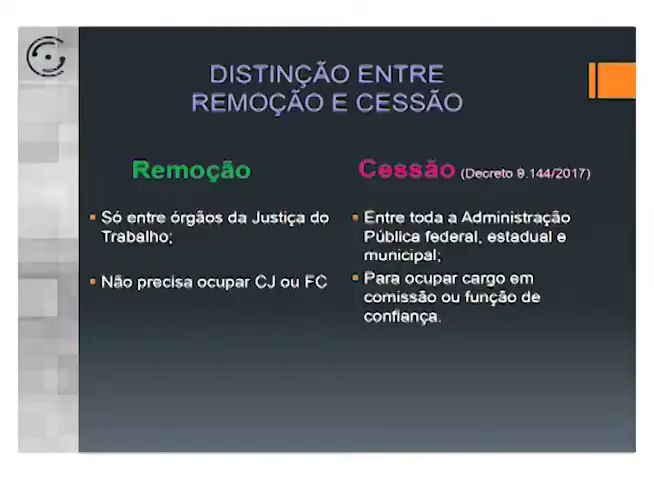 DISTINÇÃO ENTRE
REMOÇÃO E CESSÃO
Remoção
Só entre órgãos da Justiça do
Trabalho;
Não precisa ocupar CJ ou FC
Cessão (Decreto 9.144/2017)
Entre toda a Administração
Pública federal, estadual e
municipal;
Para ocupar cargo em
comissão ou função de
confiança.